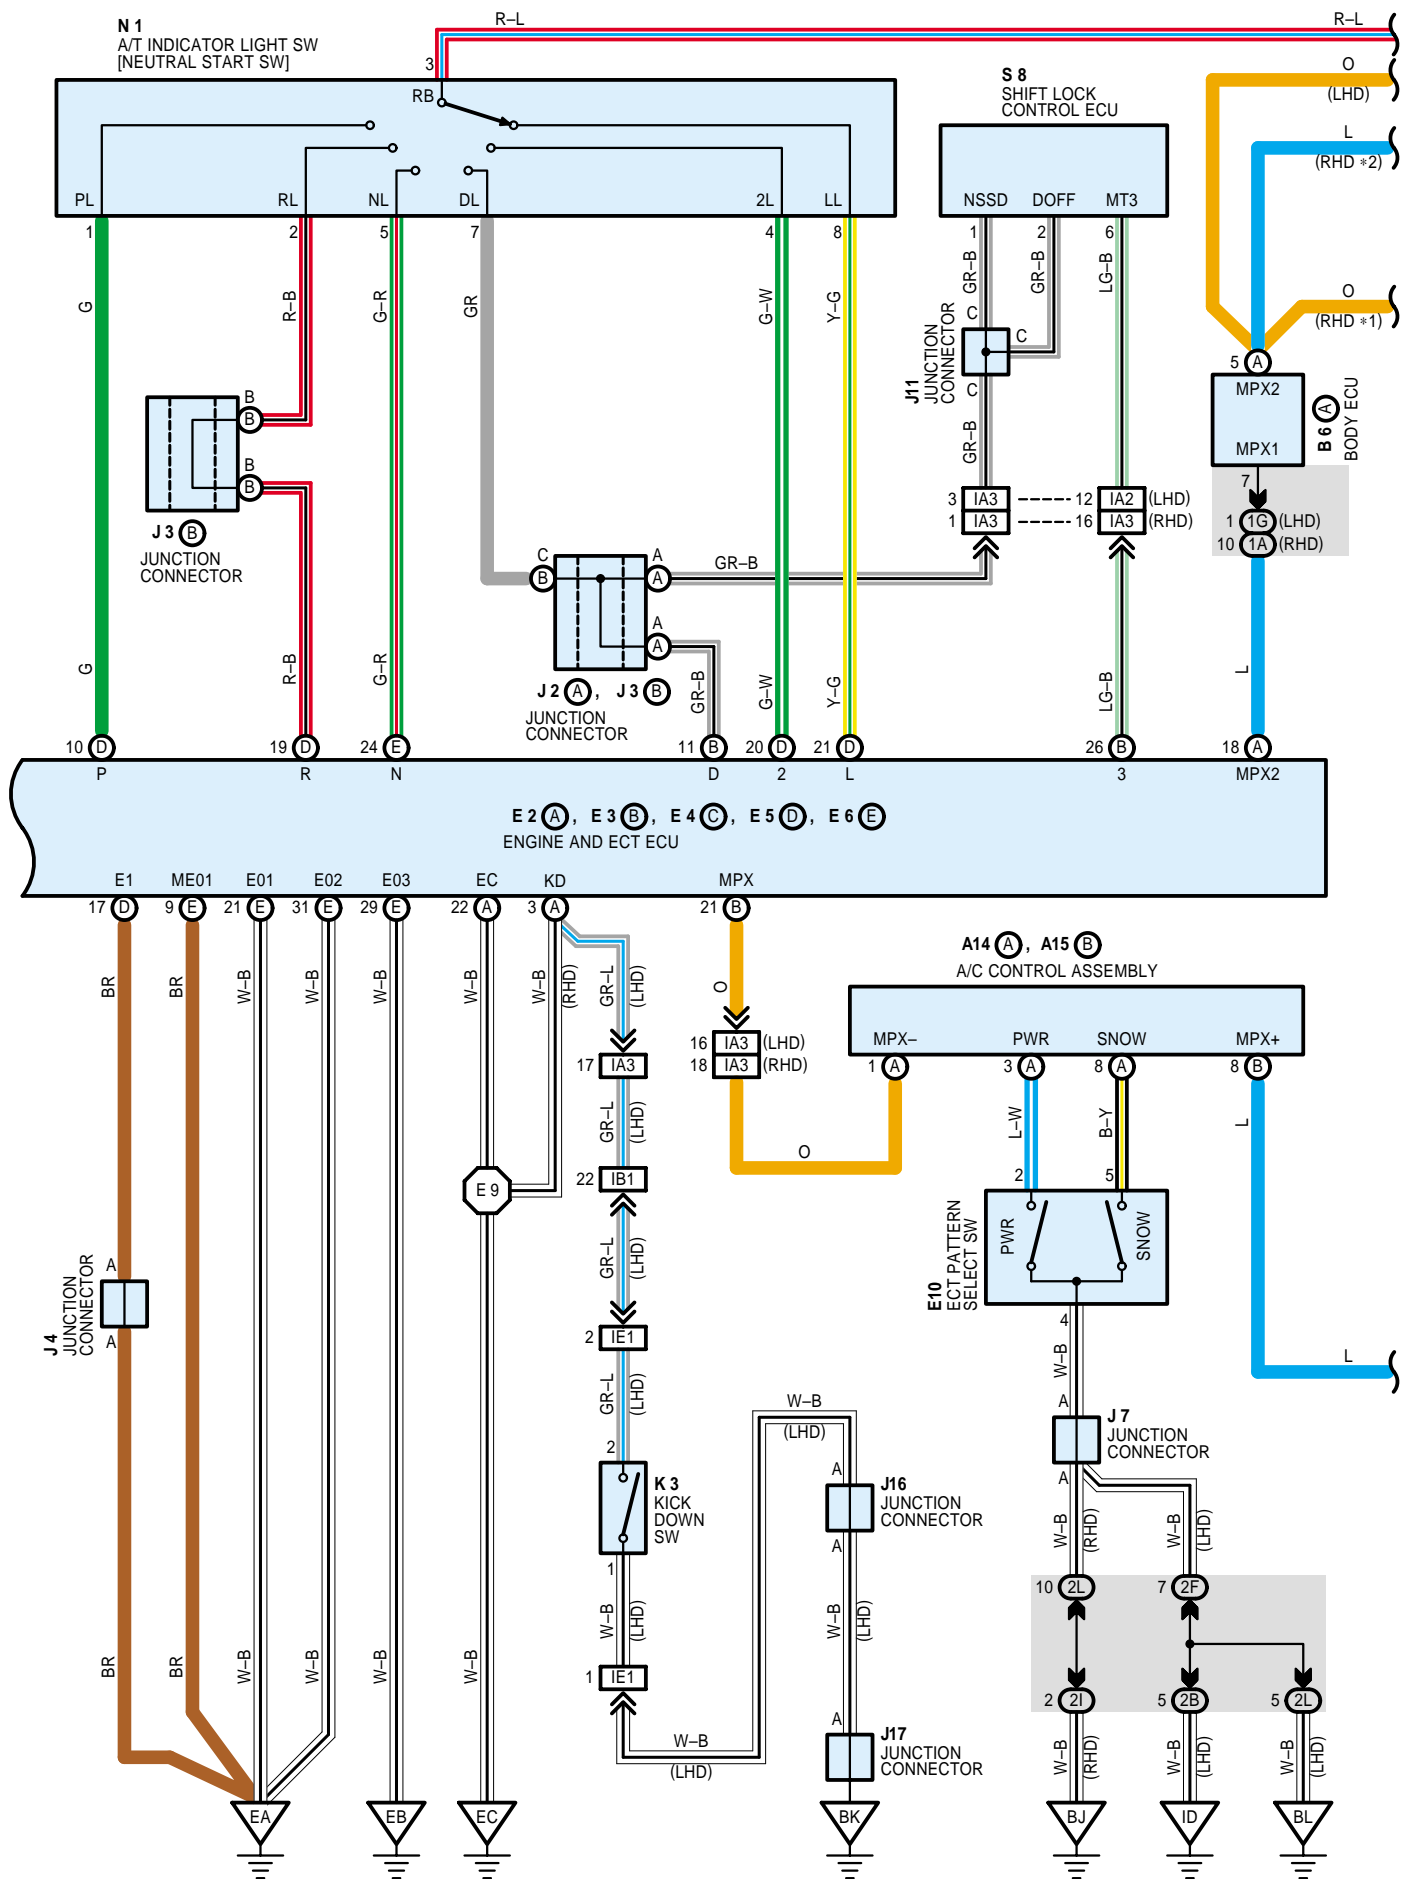 N 1
A/T INDICATOR LIGHT SW
[NEUTRAL START SW]
R–L
R–L
3
RB
PL
RL
NL
DL
2L
LL
1
2
5
7
4
8
S 8
SHIFT LOCK
CONTROL ECU
NSSD
DOFF
MT3
1
2
6
O
(LHD)
L
(RHD ∗2)
O
(RHD ∗1)
G
R–B
G–R
GR
G–W
Y–G
GR–B
GR–B
LG–B
C
C
C
J11
JUNCTION
CONNECTOR
GR–B
5
A
MPX2
MPX1
B 6 A
BODY ECU
7
1
1G
(LHD)
10
1A
(RHD)
B
B
B
B
J 3 B
JUNCTION
CONNECTOR
3
IA3
12
IA2
(LHD)
1
IA3
16
IA3
(RHD)
C
B
A
A
GR–B
A
A
J 2 A , J 3 B
JUNCTION
CONNECTOR
G
R–B
G–R
GR–B
G–W
Y–G
LG–B
L
10
D
19
D
24
E
11
B
20
D
21
D
26
B
18
A
P
R
N
D
2
L
3
MPX2
E 2 A , E 3 B , E 4 C , E 5 D , E 6 E
ENGINE AND ECT ECU
E1
ME01
E01
E02
E03
EC
KD
MPX
17
D
9
E
21
E
31
E
29
E
22
A
3
A
21
B
BR
BR
W–B
W–B
W–B
W–B
W–B
(RHD)
GR–L
(LHD)
O
A14 A , A15 B
A/C CONTROL ASSEMBLY
MPX–
PWR
SNOW
MPX+
1
A
3
A
8
A
8
B
17
IA3
16
IA3
(LHD)
18
IA3
(RHD)
GR–L
(LHD)
O
L–W
B–Y
L
22
IB1
E 9
2
5
PWR
SNOW
E10
ECT PATTERN
SELECT SW
GR–L
(LHD)
A
J 4
JUNCTION
CONNECTOR
A
2
IE1
4
W–B
L
GR–L
(LHD)
A
J 7
JUNCTION
CONNECTOR
A
W–B
(LHD)
2
K 3
KICK
DOWN
SW
1
A
J16
JUNCTION
CONNECTOR
A
W–B
(RHD)
W–B
(LHD)
10
2L
7
2F
W–B
(LHD)
W–B
(LHD)
BR
BR
W–B
W–B
W–B
W–B
1
IE1
2
2I
5
2B
5
2L
W–B
(LHD)
A
J17
JUNCTION
CONNECTOR
W–B
(RHD)
W–B
(LHD)
W–B
(LHD)
EA
EB
EC
BK
BJ
ID
BL